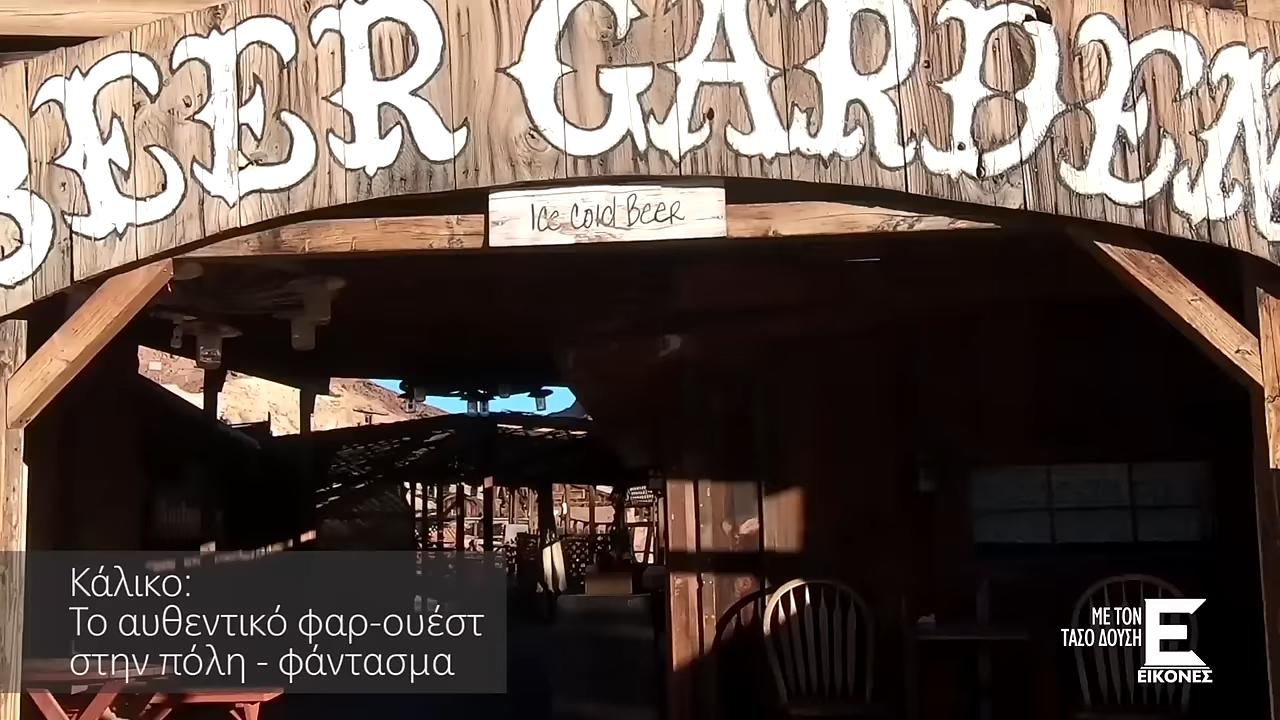 BEER GARDEN
Ice Cold Beer
Κάλικο:
Το αυθεντικό φαρ-ουέστ
στην πόλη - φάντασμα
ΜΕ ΤΟΝ
ΤΑΣΟ ΔΟΥΣΗ
Ε
ΕΙΚΟΝΕΣ